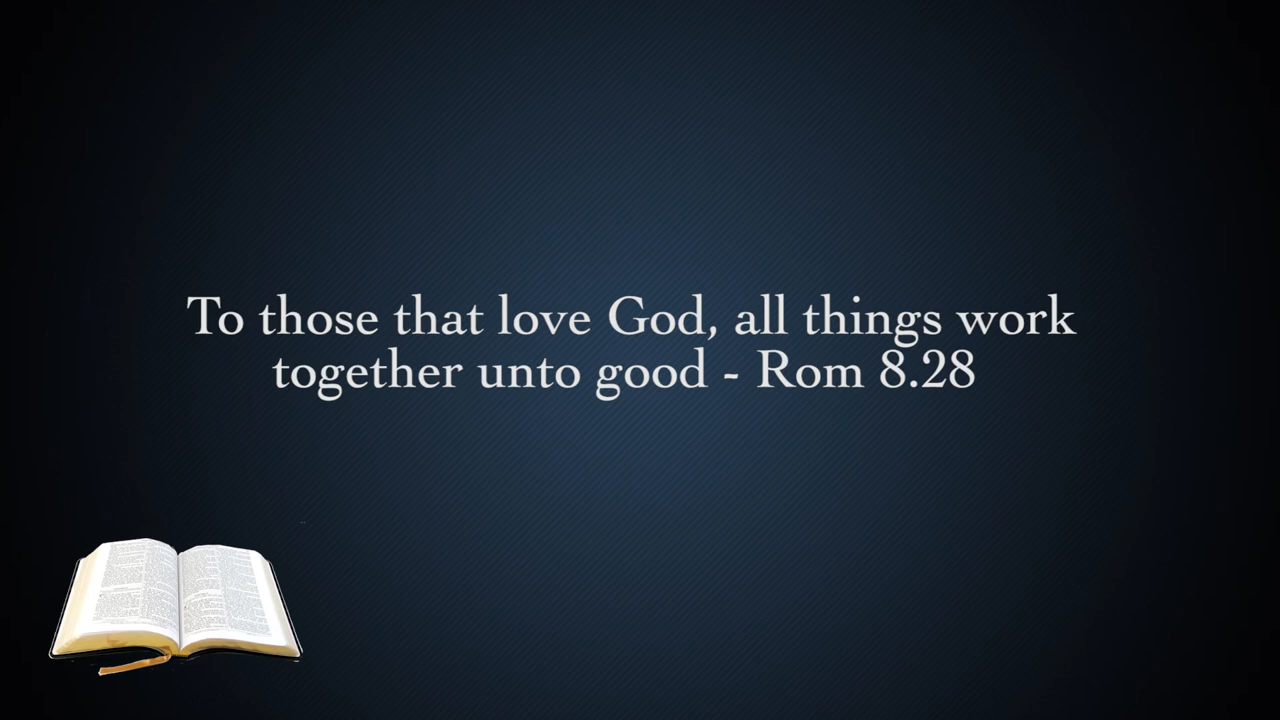 To those that love God, all things work
together unto good - Rom 8.28